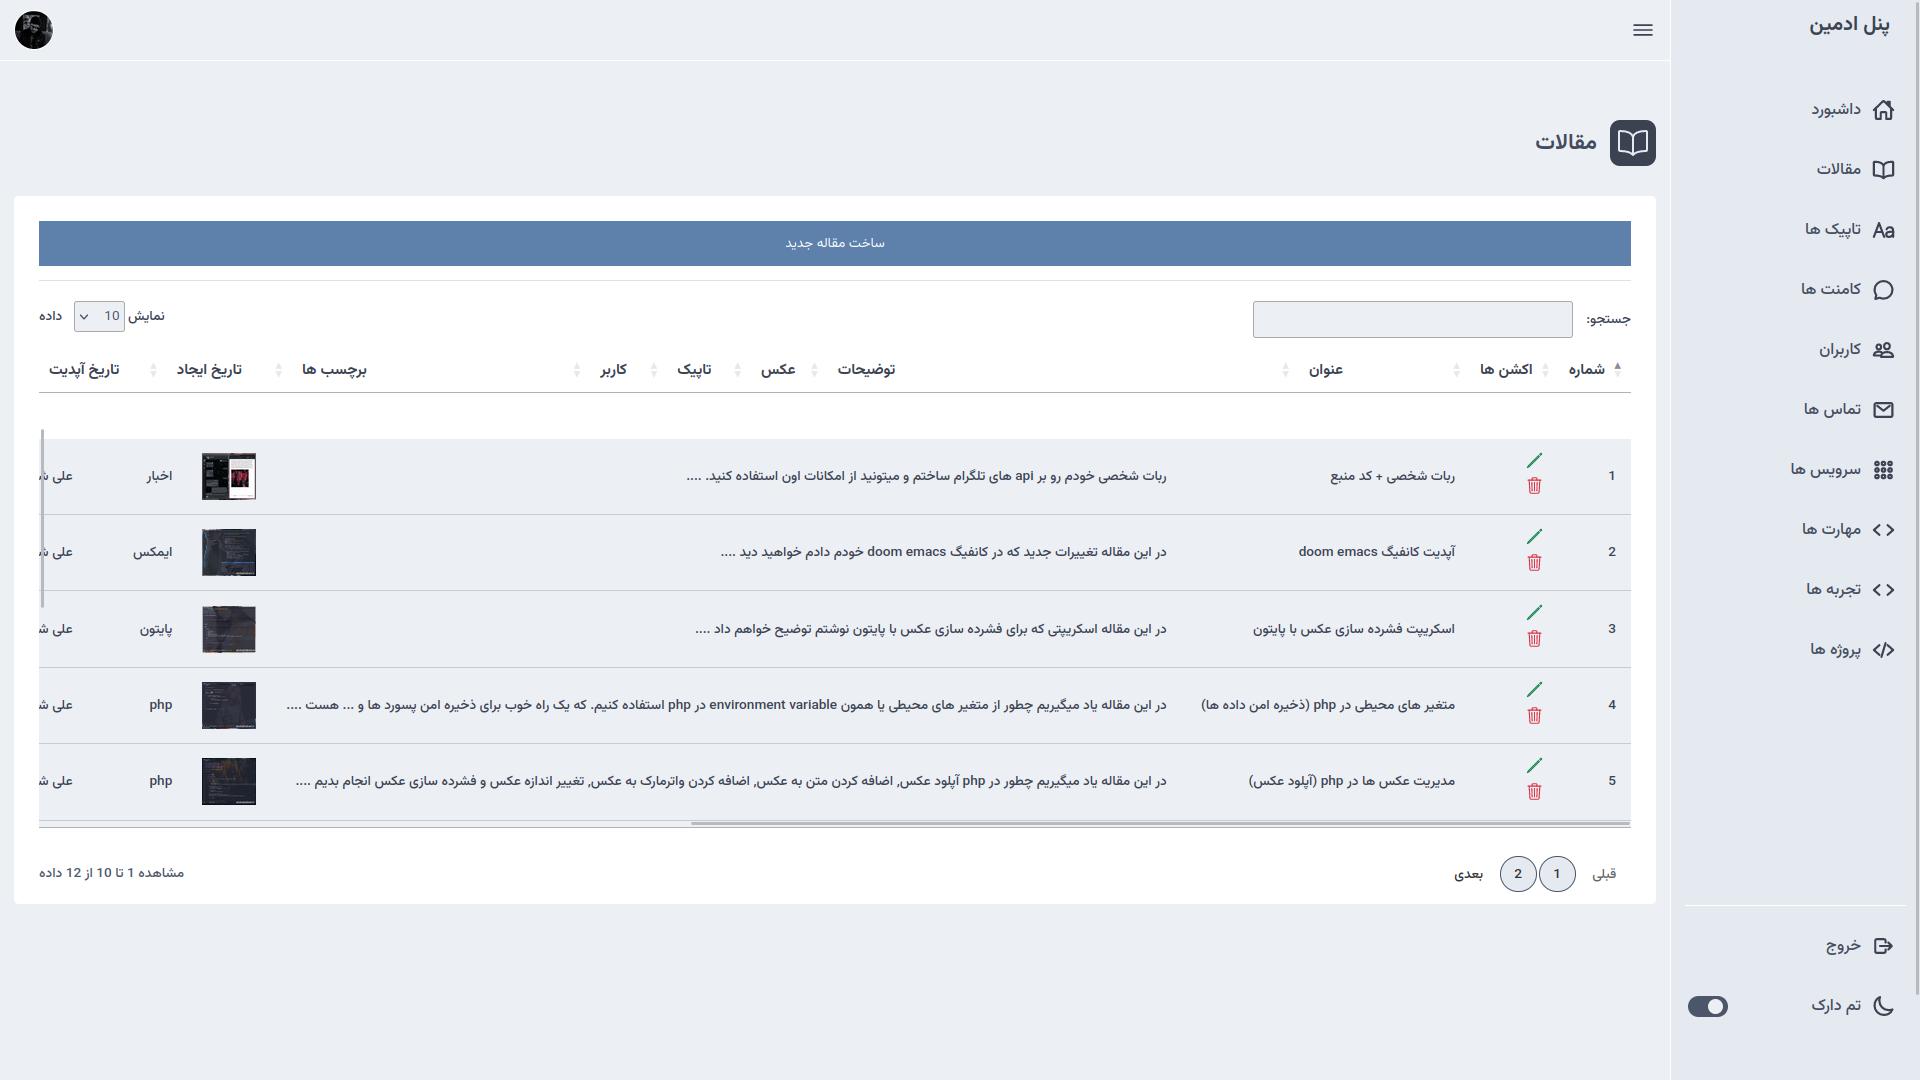 پنل ادمین
داشبورد
مقالات
تاپیک ها
کامنت ها
کاربران
تماس ها
سرویس ها
مهارت ها
تجربه ها
پروژه ها
خروج
تم دارک
مقالات
ساخت مقاله جدید
جستجو:
نمایش 10 داده
شماره اکشن ها عنوان توضیحات عکس تاپیک کاربر برچسب ها تاریخ ایجاد تاریخ آپدیت
1 ربات شخصی + کد منبع ربات شخصی خودم رو بر api های تلگرام ساختم و میتونید از امکانات اون استفاده کنید. .... اخبار علی
2 آپدیت کانفیگ doom emacs در این مقاله تغییرات جدید که در کانفیگ doom emacs خودم دادم خواهید دید .... ایمکس علی
3 اسکریپت فشرده سازی عکس با پایتون در این مقاله اسکریپتی که برای فشرده سازی عکس با پایتون نوشتم توضیح خواهم داد .... پایتون علی
4 متغیر های محیطی در php (ذخیره امن داده ها) در این مقاله یاد میگیریم چطور از متغیر های محیطی یا همون environment variable در php استفاده کنیم. که یک راه خوب برای ذخیره امن پسورد ها و ... هست .... php علی
5 مدیریت عکس ها در php (آپلود عکس) در این مقاله یاد میگیریم چطور در php آپلود عکس, اضافه کردن متن به عکس, اضافه کردن واترمارک به عکس, تغییر اندازه عکس و فشرده سازی عکس انجام بدیم .... php علی
قبلی 1 2 بعدی
مشاهده 1 تا 10 از 12 داده